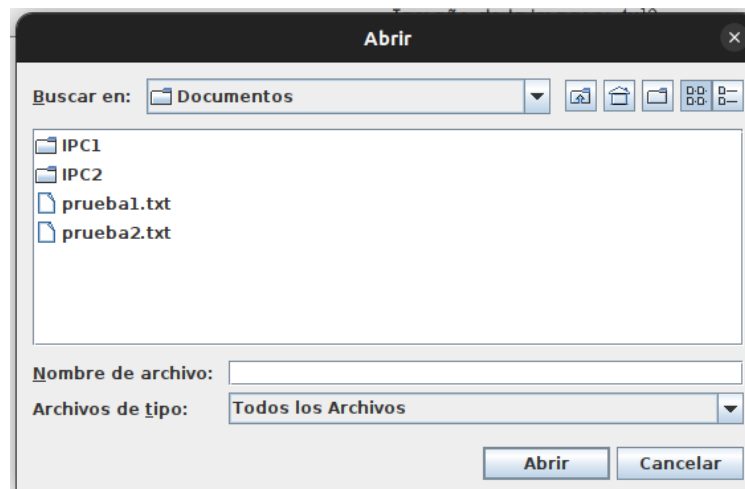 Abrir
Buscar en: Documentos
IPC1
IPC2
prueba1.txt
prueba2.txt
Nombre de archivo:
Archivos de tipo: Todos los Archivos
Abrir Cancelar